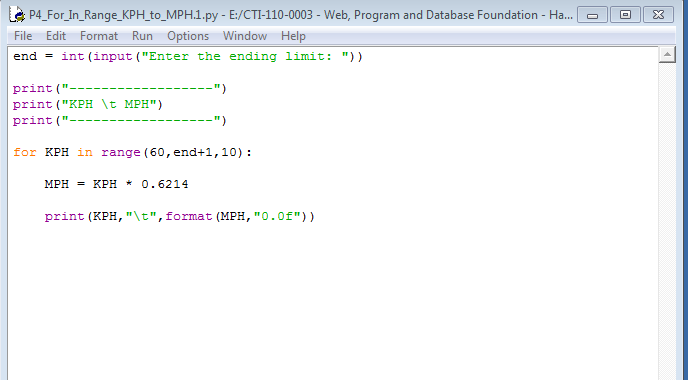 P4_For_In_Range_KPH_to_MPH.1.py - E:/CTI-110-0003 - Web, Program and Database Foundation - Ha...
File Edit Format Run Options Window Help
end = int(input("Enter the ending limit: "))
print("------------------")
print("KPH \t MPH")
print("------------------")
for KPH in range(60,end+1,10):
MPH = KPH * 0.6214
print(KPH,"\t",format(MPH,"0.0f"))